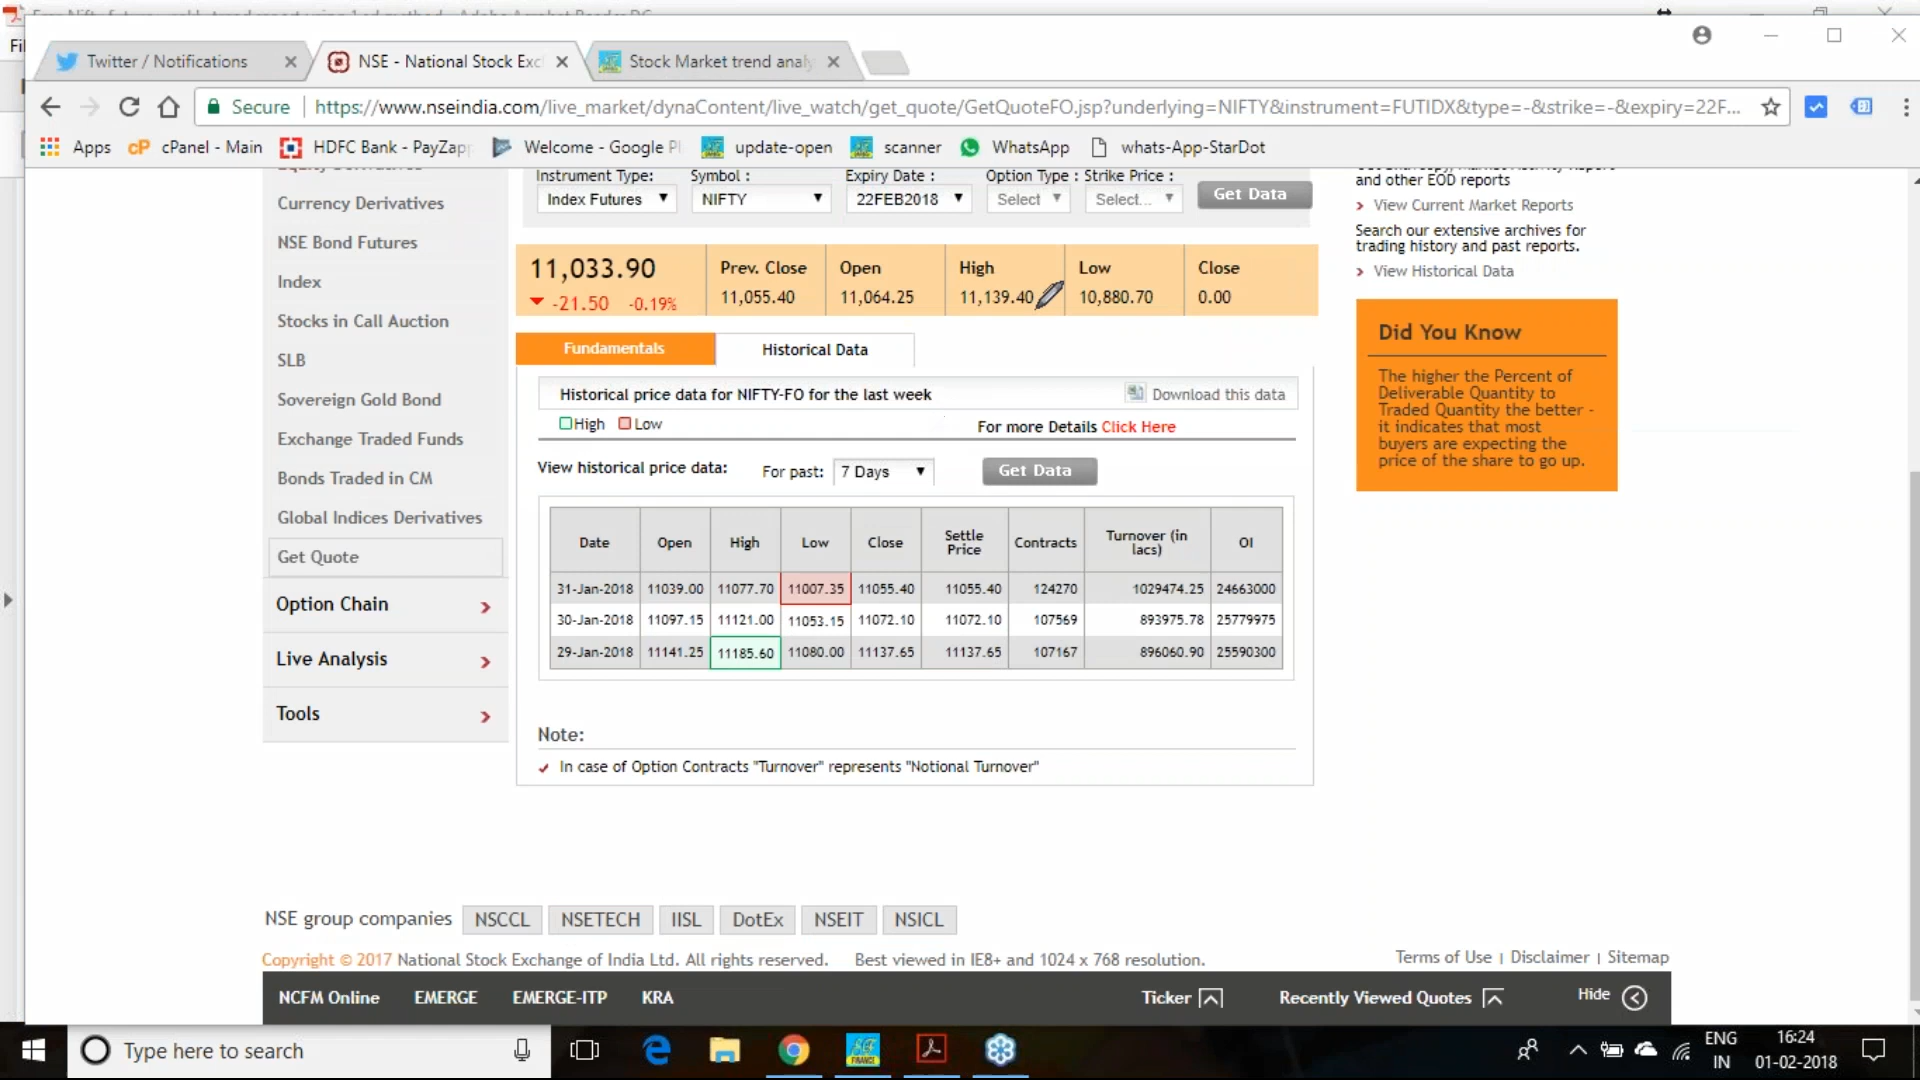 Fil
Twitter / Notifications
NSE - National Stock Exc
Stock Market trend analy
Secure
https://www.nseindia.com/live_market/dynaContent/live_watch/get_quote/GetQuoteFO.jsp?underlying=NIFTY&instrument=FUTIDX&type=-&strike=-&expiry=22F...
Apps
cP cPanel - Main
HDFC Bank - PayZapp
Welcome - Google Pl
update-open
scanner
WhatsApp
whats-App-StarDot
Currency Derivatives
NSE Bond Futures
Index
Stocks in Call Auction
SLB
Sovereign Gold Bond
Exchange Traded Funds
Bonds Traded in CM
Global Indices Derivatives
Get Quote
Option Chain
Live Analysis
Tools
Instrument Type: Symbol : Expiry Date : Option Type : Strike Price :
Index Futures NIFTY 22FEB2018 Select Select... Get Data
11,033.90 Prev. Close Open High Low Close
-21.50 -0.19% 11,055.40 11,064.25 11,139.40 10,880.70 0.00
Fundamentals Historical Data
Historical price data for NIFTY-FO for the last week Download this data
High Low For more Details Click Here
View historical price data: For past: 7 Days Get Data
Date Open High Low Close Settle Price Contracts Turnover (in lacs) OI
31-Jan-2018 11039.00 11077.70 11007.35 11055.40 11055.40 124270 1029474.25 24663000
30-Jan-2018 11097.15 11121.00 11053.15 11072.10 11072.10 107569 893975.78 25779975
29-Jan-2018 11141.25 11185.60 11080.00 11137.65 11137.65 107167 896060.90 25590300
Note:
In case of Option Contracts "Turnover" represents "Notional Turnover"
and other EOD reports
View Current Market Reports
Search our extensive archives for
trading history and past reports.
View Historical Data
Did You Know
The higher the Percent of
Deliverable Quantity to
Traded Quantity the better -
it indicates that most
buyers are expecting the
price of the share to go up.
NSE group companies NSCCL NSETECH IISL DotEx NSEIT NSICL
Copyright © 2017 National Stock Exchange of India Ltd. All rights reserved. Best viewed in IE8+ and 1024 x 768 resolution. Terms of Use | Disclaimer | Sitemap
NCFM Online EMERGE EMERGE-ITP KRA Ticker Recently Viewed Quotes Hide
Type here to search
ENG
IN
16:24
01-02-2018